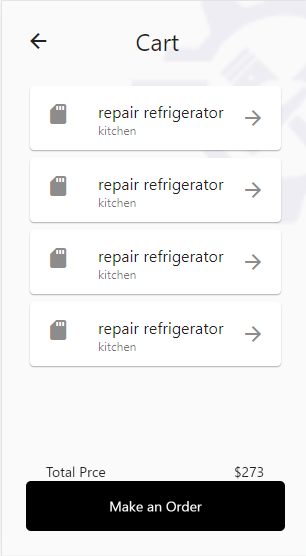 Cart
repair refrigerator
kitchen
repair refrigerator
kitchen
repair refrigerator
kitchen
repair refrigerator
kitchen
Total Prce $273
Make an Order